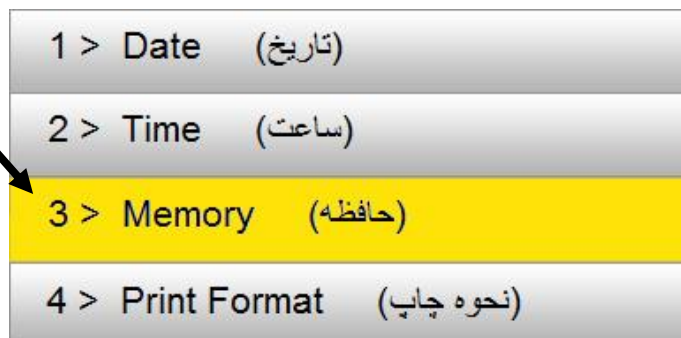 1 > Date (تاریخ)
2 > Time (ساعت)
3 > Memory (حافظه)
4 > Print Format (نحوه چاپ)